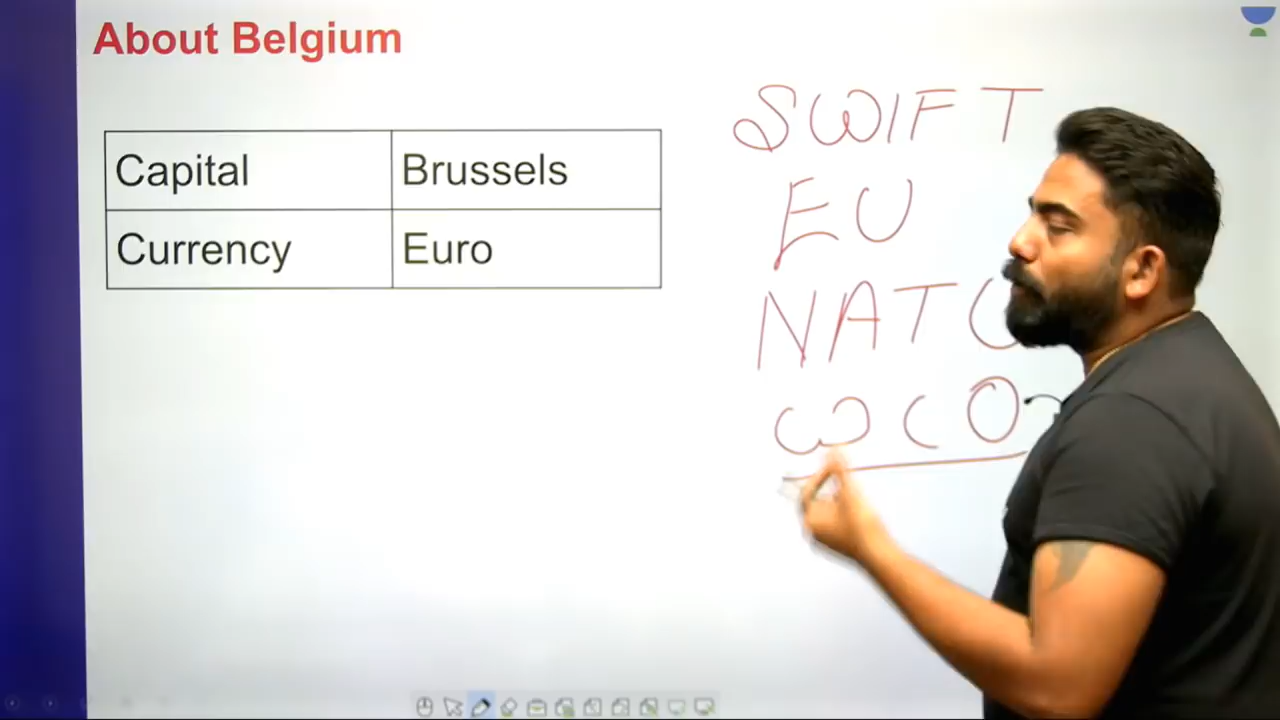 About Belgium
Capital Brussels
Currency Euro
SWIFT
EU
NATO
WCO